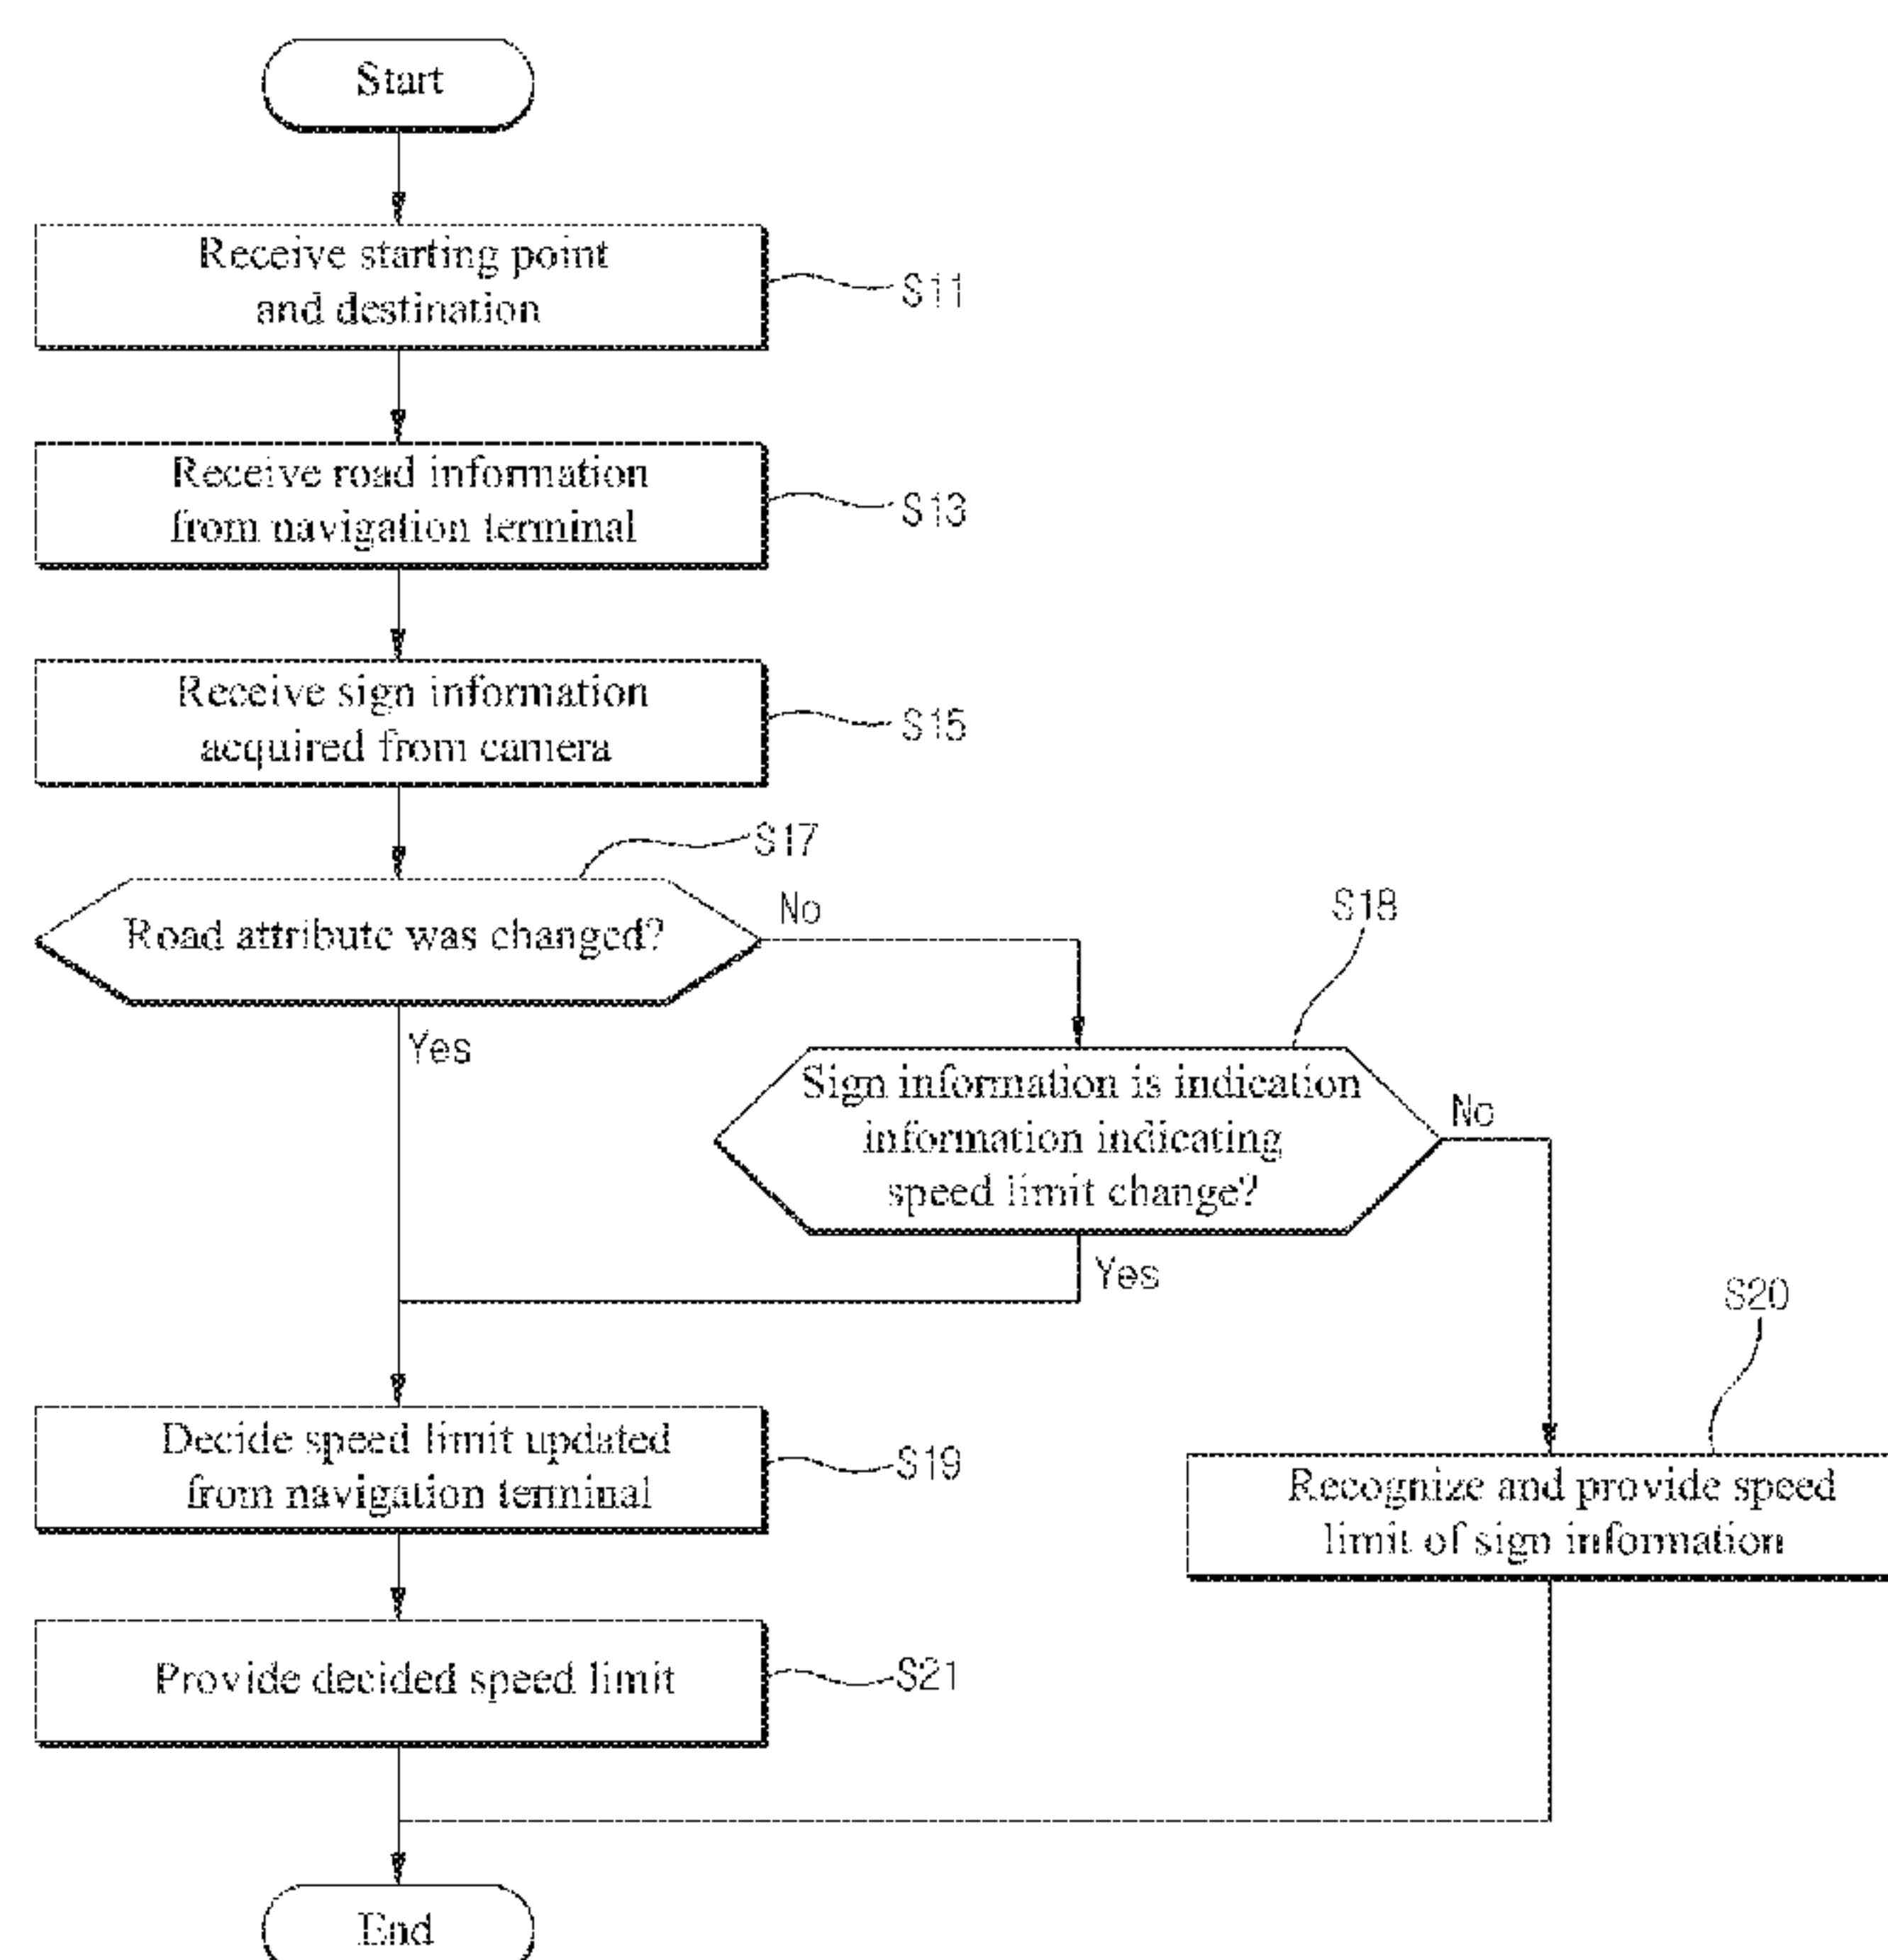 Start
Receive starting point
and destination
S11
Receive road information
from navigation terminal
S13
Receive sign information
acquired from camera
S15
S17
Road attribute was changed?
No
Yes
S18
Sign information is indication
information indicating
speed limit change?
No
Yes
S20
Decide speed limit updated
from navigation terminal
S19
Recognize and provide speed
limit of sign information
Provide decided speed limit
S21
End